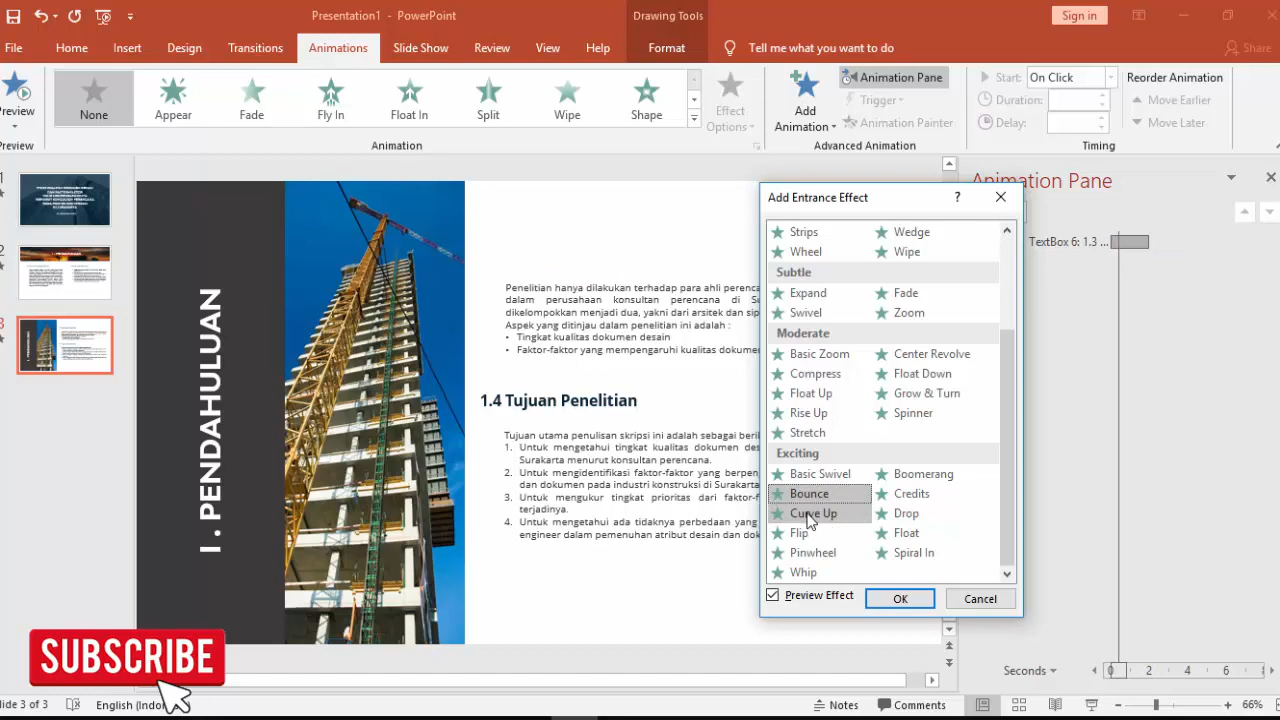 Presentation1 - PowerPoint
Drawing Tools
Sign in
File Home Insert Design Transitions Animations Slide Show Review View Help Format Tell me what you want to do Share
Preview
None
Appear
Fade
Fly In
Float In
Split
Wipe
Shape
Effect
Options
Add
Animation
Animation Pane
Trigger
Animation Painter
Start: On Click
Duration:
Delay:
Reorder Animation
Move Earlier
Move Later
Preview
Animation
Advanced Animation
Timing
1
2
3
I . PENDAHULUAN
Penelitian hanya dilakukan terhadap para ahli perenca
dalam perusahaan konsultan perencana di S
dikelompokkan menjadi dua, yakni dari arsitek dan sip
Aspek yang ditinjau dalam penelitian ini adalah :
• Tingkat kualitas dokumen desain
• Faktor-faktor yang mempengaruhi kualitas dokume
1.4 Tujuan Penelitian
Tujuan utama penulisan skripsi ini adalah sebagai beri
1. Untuk mengetahui tingkat kualitas dokumen des
Surakarta menurut konsultan perencana.
2. Untuk mengidentifikasi faktor-faktor yang berpen
dan dokumen pada industri konstruksi di Surakarta
3. Untuk mengukur tingkat prioritas dari faktor-f
terjadinya.
4. Untuk mengetahui ada tidaknya perbedaan yang
engineer dalam pemenuhan atribut desain dan dok
Add Entrance Effect
?
Strips Wedge
Wheel Wipe
Subtle
Expand Fade
Swivel Zoom
Moderate
Basic Zoom Center Revolve
Compress Float Down
Float Up Grow & Turn
Rise Up Spinner
Stretch
Exciting
Basic Swivel Boomerang
Bounce Credits
Curve Up Drop
Flip Float
Pinwheel Spiral In
Whip
Preview Effect OK Cancel
Animation Pane
TextBox 6: 1.3 ...
Seconds 0 2 4 6
SUBSCRIBE
lide 3 of 3 English (Indon Notes Comments 66%